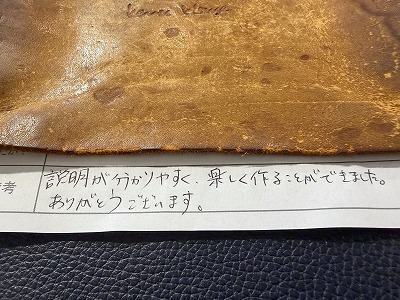 説明が分かりやすく、楽しく作ることができました。
考
ありがとうございます。